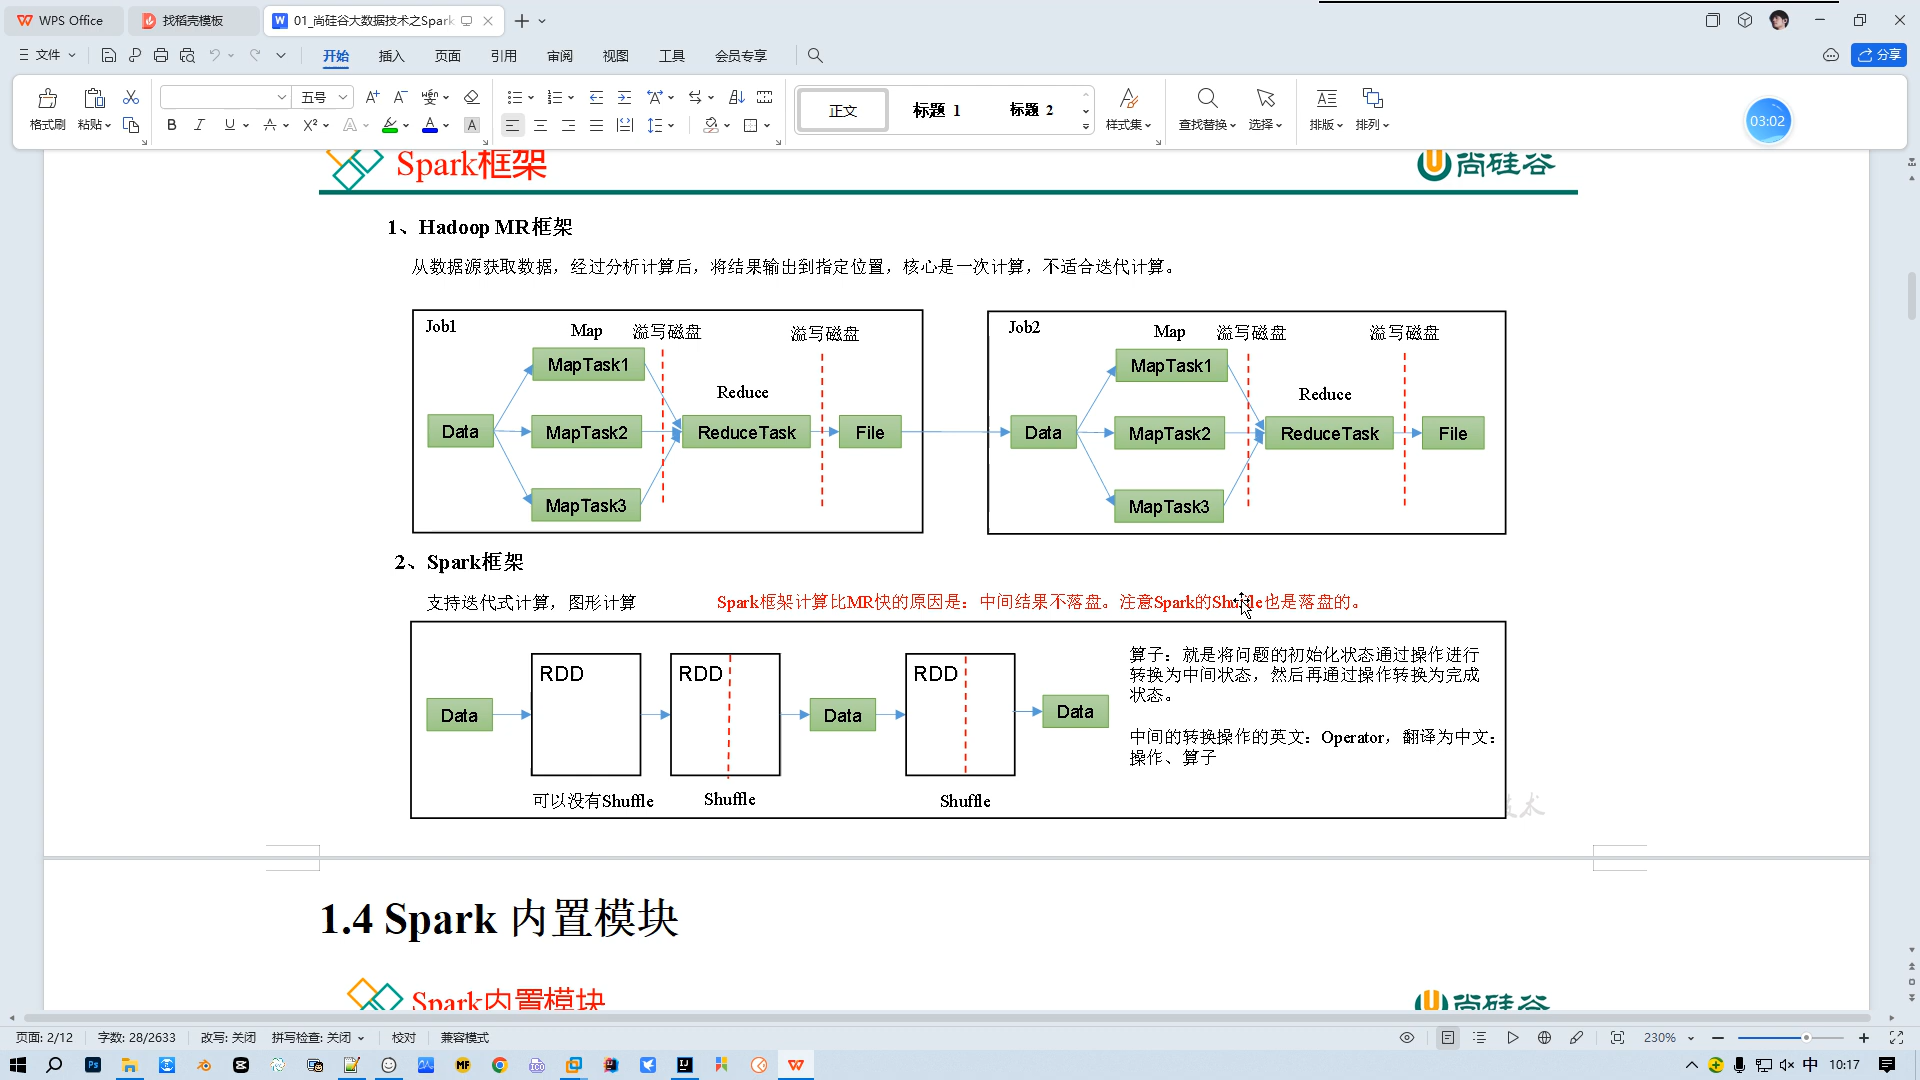 WPS Office
找稻壳模板
01_尚硅谷大数据技术之Spark
文件
开始
插入
页面
引用
审阅
视图
工具
会员专享
分享
格式刷
粘贴
五号
正文
标题 1
标题 2
样式集
查找替换
选择
排版
排列
03:02
Spark框架
尚硅谷
1、Hadoop MR框架
从数据源获取数据，经过分析计算后，将结果输出到指定位置，核心是一次计算，不适合迭代计算。
Job1
Map
溢写磁盘
溢写磁盘
MapTask1
Reduce
Data
MapTask2
ReduceTask
File
MapTask3
Job2
Map
溢写磁盘
溢写磁盘
MapTask1
Reduce
Data
MapTask2
ReduceTask
File
MapTask3
2、Spark框架
支持迭代式计算，图形计算
Spark框架计算比MR快的原因是：中间结果不落盘。注意Spark的Shuffle也是落盘的。
RDD
RDD
RDD
Data
Data
Data
可以没有Shuffle
Shuffle
Shuffle
算子：就是将问题的初始化状态通过操作进行
转换为中间状态，然后再通过操作转换为完成
状态。
中间的转换操作的英文：Operator，翻译为中文：
操作、算子
1.4 Spark 内置模块
Spark内置模块
尚硅谷
页面: 2/12
字数: 28/2633
改写: 关闭
拼写检查: 关闭
校对
兼容模式
230%
中
10:17